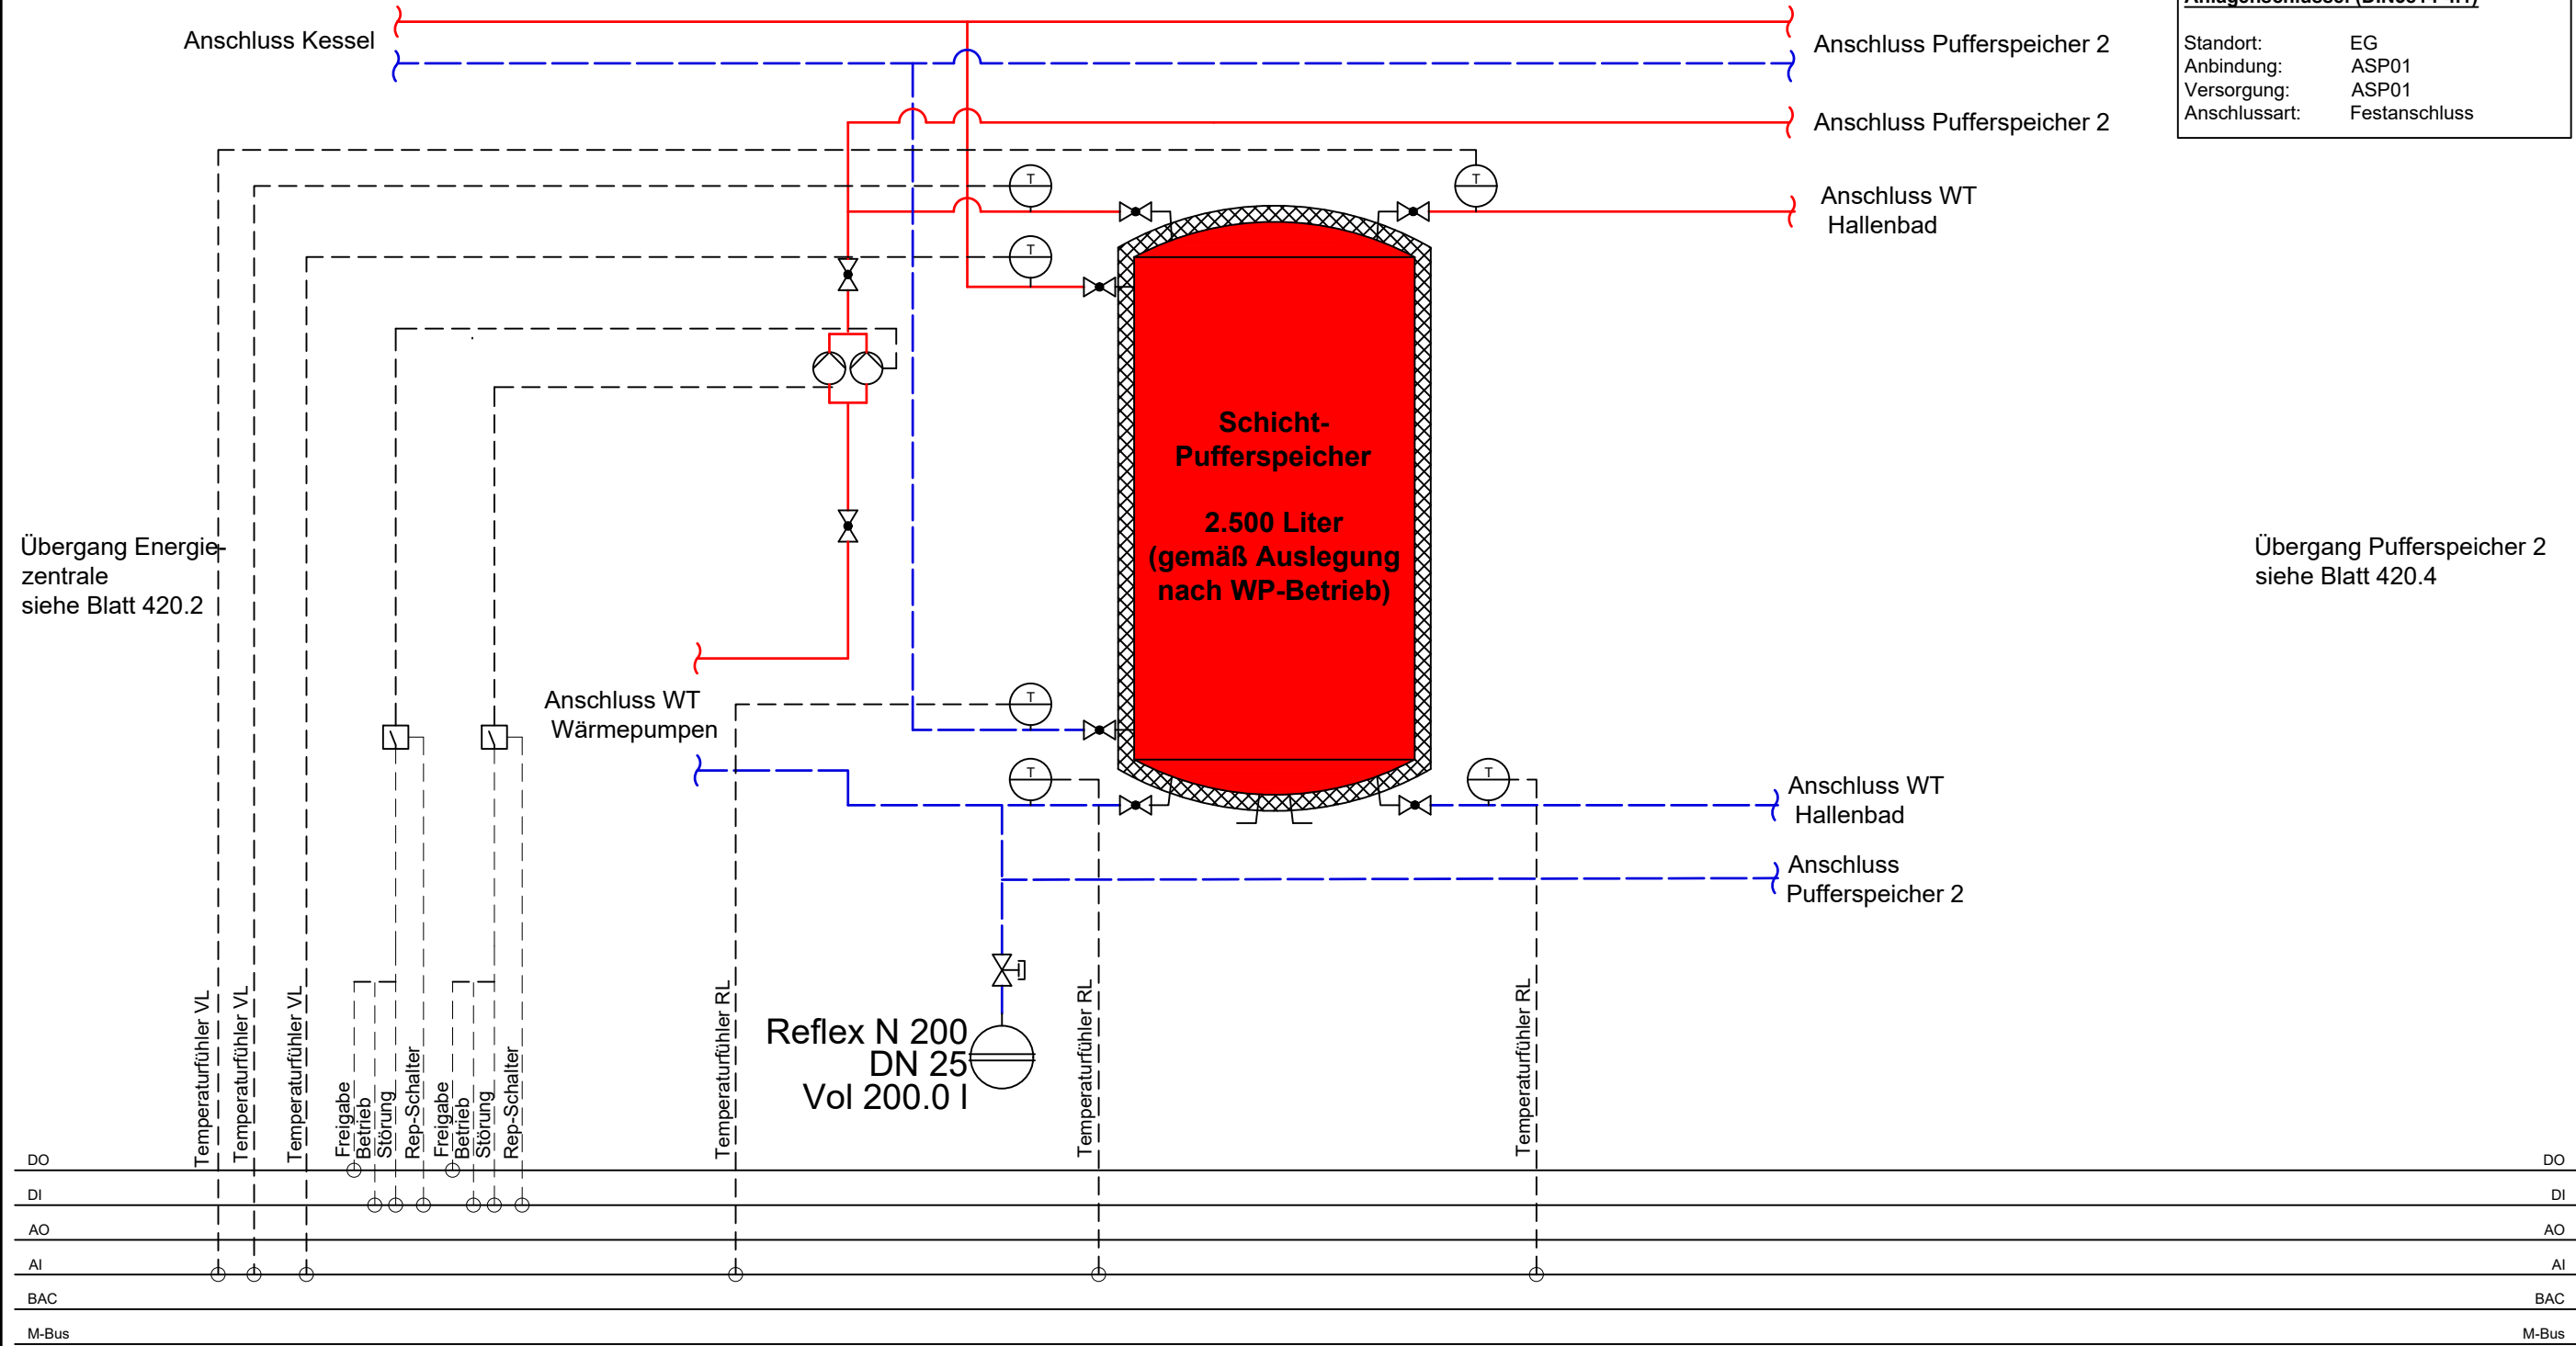 Anschluss Kessel
Anschluss Pufferspeicher 2
Anschluss Pufferspeicher 2
Standort: EG
Anbindung: ASP01
Versorgung: ASP01
Anschlussart: Festanschluss
T
T
Anschluss WT
Hallenbad
T
Schicht-
Pufferspeicher
2.500 Liter
(gemäß Auslegung
nach WP-Betrieb)
Übergang Energie-
zentrale
siehe Blatt 420.2
Übergang Pufferspeicher 2
siehe Blatt 420.4
Anschluss WT
Wärmepumpen
T
T
T
Anschluss WT
Hallenbad
Anschluss
Pufferspeicher 2
Temperaturfühler VL
Temperaturfühler VL
Temperaturfühler VL
Freigabe
Betrieb
Störung
Rep-Schalter
Freigabe
Betrieb
Störung
Rep-Schalter
Temperaturfühler RL
Reflex N 200
DN 25
Vol 200.0 l
Temperaturfühler RL
Temperaturfühler RL
DO DO
DI DI
AO AO
AI AI
BAC BAC
M-Bus M-Bus